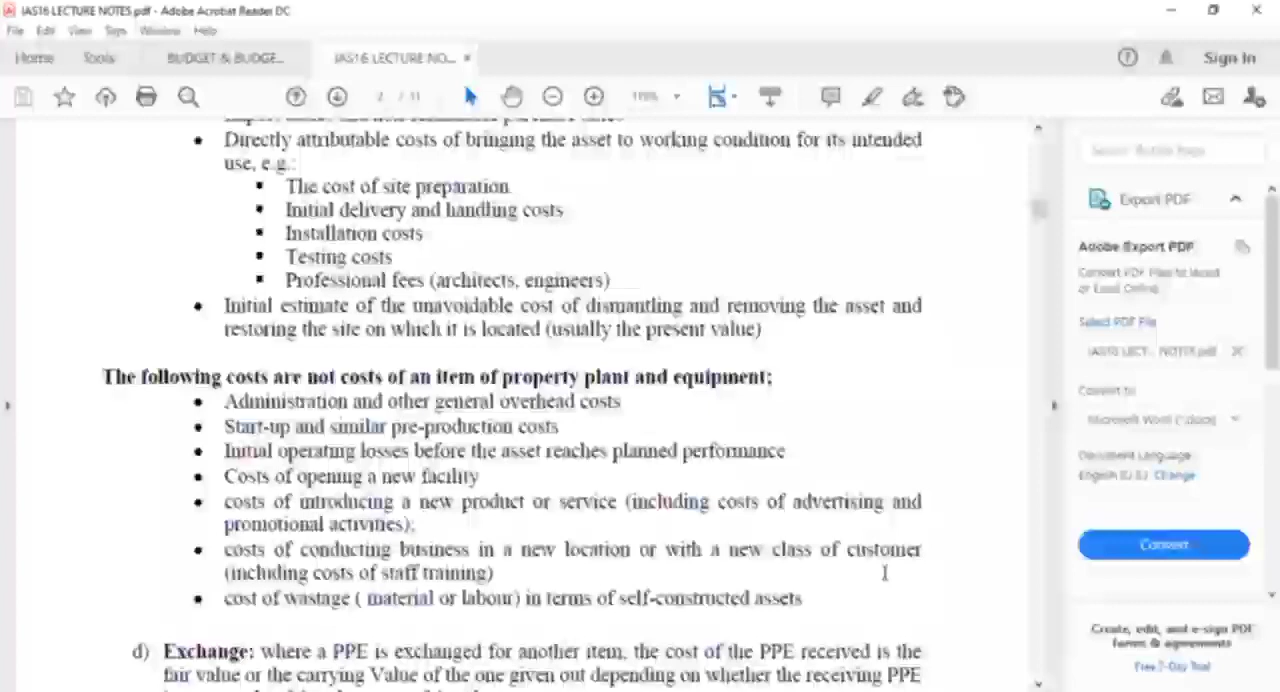 IAS16 LECTURE NOTES.pdf - Adobe Acrobat Reader DC
File Edit View Sign Window Help
Home Tools BUDGET & BUDGE... IAS16 LECTURE NO... ×
Sign In
2 / 11
Directly attributable costs of bringing the asset to working condition for its intended
use, e.g.:
The cost of site preparation
Initial delivery and handling costs
Installation costs
Testing costs
Professional fees (architects, engineers)
Initial estimate of the unavoidable cost of dismantling and removing the asset and
restoring the site on which it is located (usually the present value)
The following costs are not costs of an item of property plant and equipment:
Administration and other general overhead costs
Start-up and similar pre-production costs
Initial operating losses before the asset reaches planned performance
Costs of opening a new facility
costs of introducing a new product or service (including costs of advertising and
promotional activities);
costs of conducting business in a new location or with a new class of customer
(including costs of staff training)
cost of wastage ( material or labour) in terms of self-constructed assets
d) Exchange: where a PPE is exchanged for another item, the cost of the PPE received is the
fair value or the carrying Value of the one given out depending on whether the receiving PPE
Export PDF
Adobe Export PDF
Convert PDF Files to Word
or Excel Online
Select PDF File
IAS16 LECT... NOTES.pdf
Convert to
Microsoft Word (*.docx)
Document Language:
English (U.S.) Change
Convert
Create, edit, and e-sign PDF
forms & agreements
Free 7-Day Trial